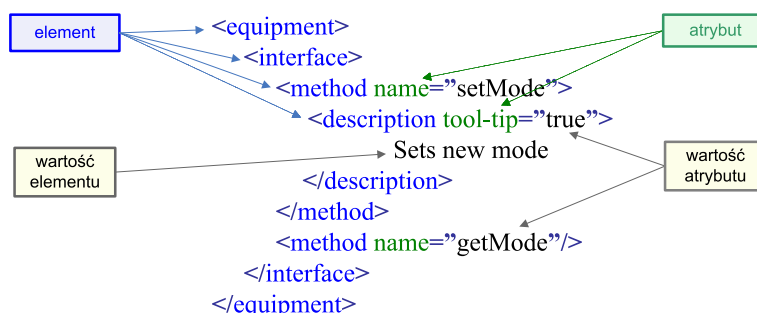 element
atrybut
<equipment>
<interface>
<method name=”setMode”>
<description tool-tip=”true”>
wartość
elementu
Sets new mode
wartość
atrybutu
</description>
</method>
<method name=”getMode”/>
</interface>
</equipment>